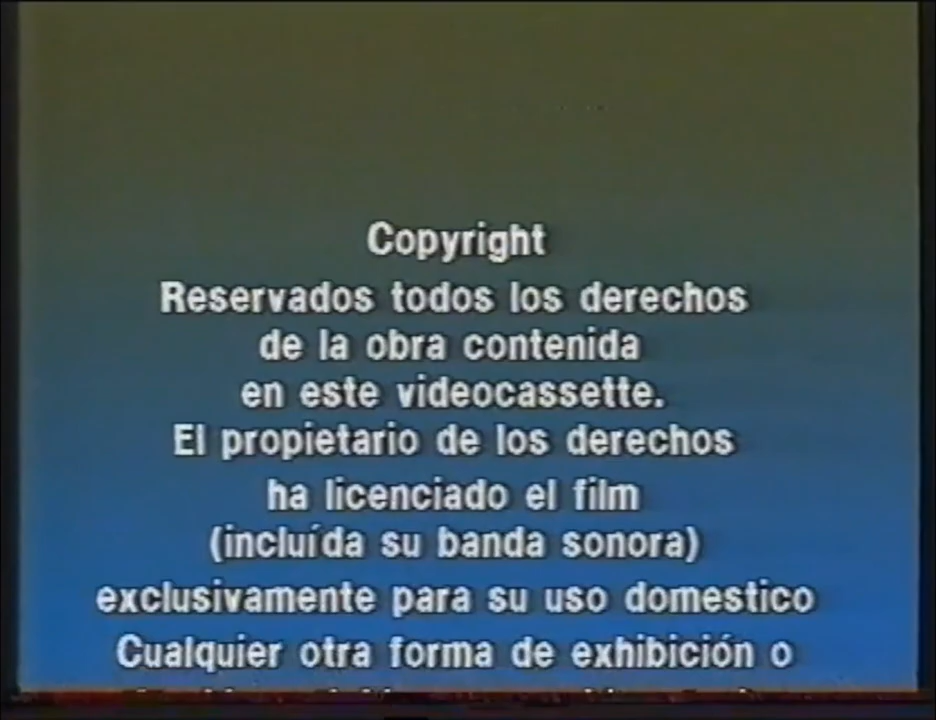 Copyright
Reservados todos los derechos
de la obra contenida
en este videocassette.
El propietario de los derechos
ha licenciado el film
(incluída su banda sonora)
exclusivamente para su uso domestico
Cualquier otra forma de exhibición o